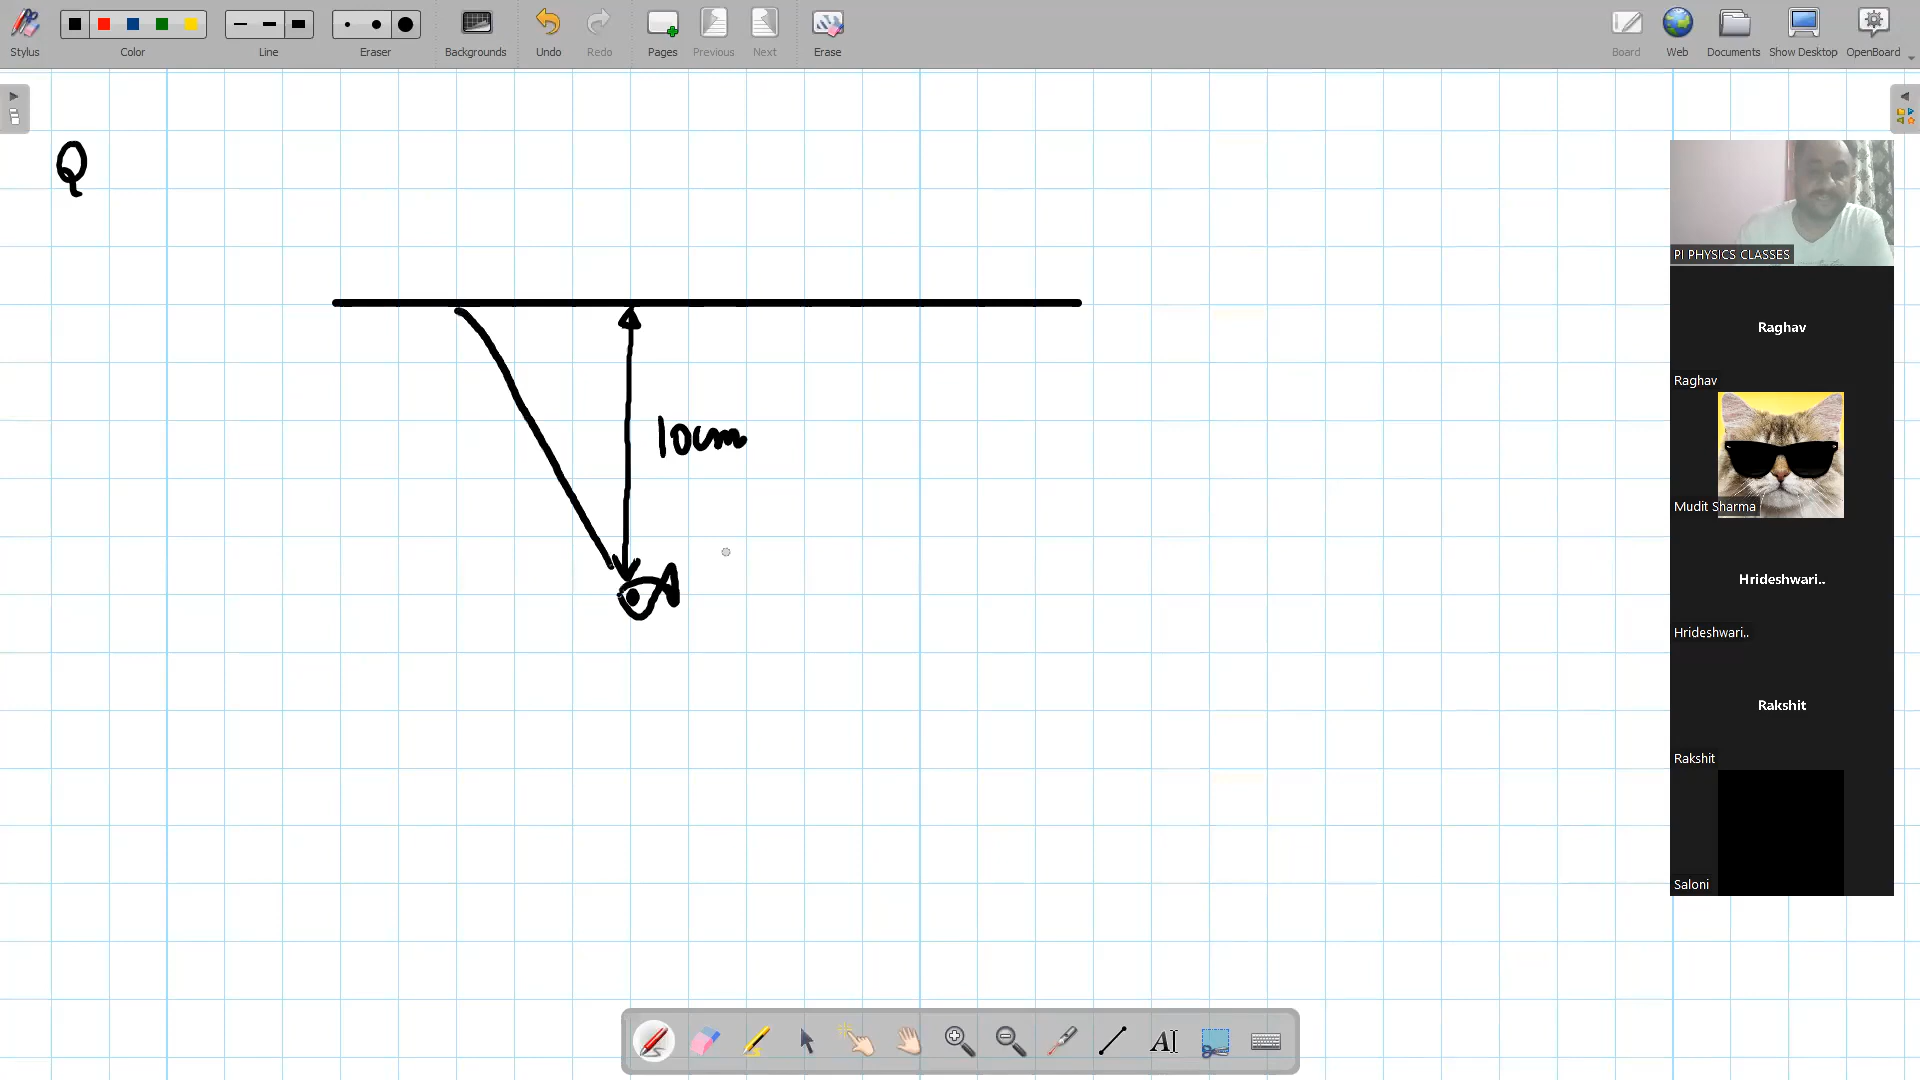 Stylus Color Line Eraser Backgrounds Undo Redo Pages Previous Next Erase Board Web Documents Show Desktop OpenBoard
Q
PI PHYSICS CLASSES
Raghav
Raghav
10cm
Mudit Sharma
Hrideshwari..
Hrideshwari..
Rakshit
Rakshit
Saloni
AI